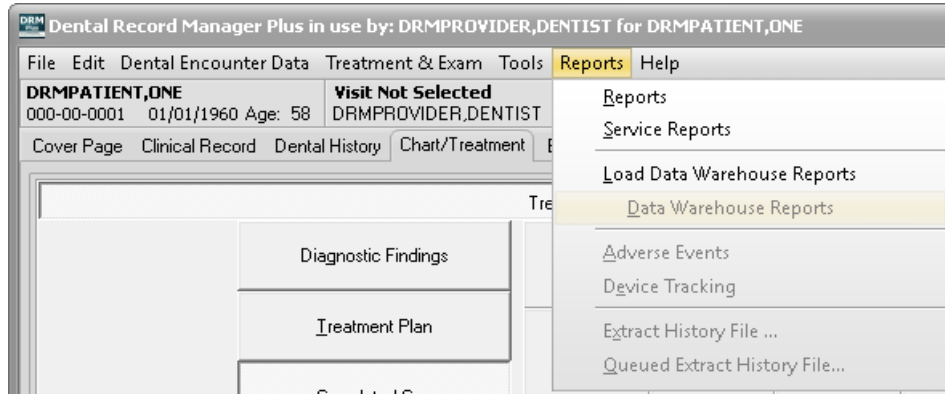 DRM Plus Dental Record Manager Plus in use by: DRMPROVIDER,DENTIST for DRMPATIENT,ONE
File Edit Dental Encounter Data Treatment & Exam Tools Reports Help
DRMPATIENT,ONE Visit Not Selected
000-00-0001 01/01/1960 Age: 58 DRMPROVIDER,DENTIST
Cover Page Clinical Record Dental History Chart/Treatment
Reports
Service Reports
Load Data Warehouse Reports
Data Warehouse Reports
Adverse Events
Device Tracking
Extract History File ...
Queued Extract History File...
Diagnostic Findings
Treatment Plan